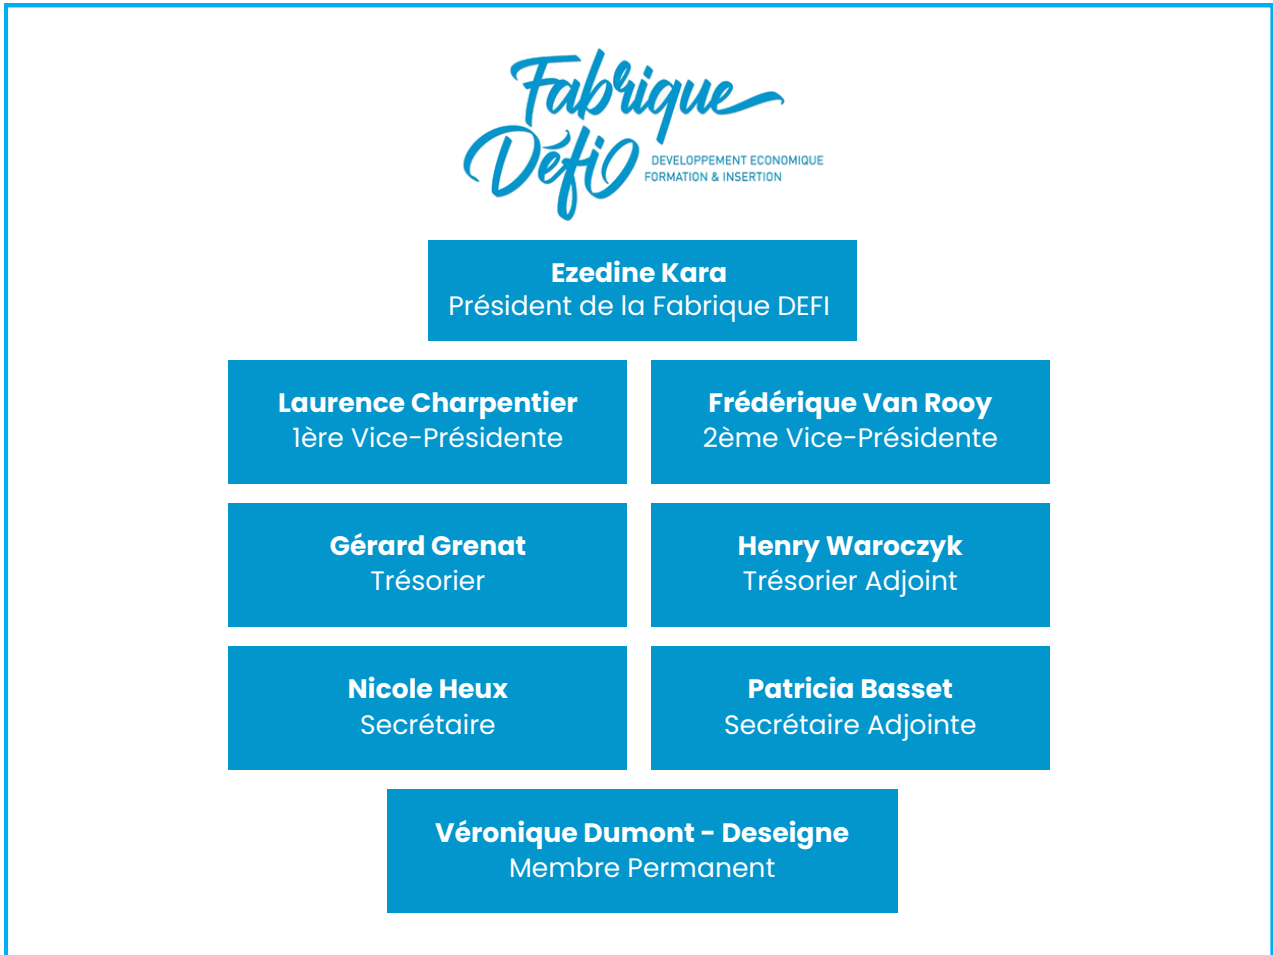 Fabrique
Défi
DEVELOPPEMENT ECONOMIQUE
FORMATION & INSERTION
Ezedine Kara
Président de la Fabrique DEFI
Laurence Charpentier
1ère Vice-Présidente
Frédérique Van Rooy
2ème Vice-Présidente
Gérard Grenat
Trésorier
Henry Waroczyk
Trésorier Adjoint
Nicole Heux
Secrétaire
Patricia Basset
Secrétaire Adjointe
Véronique Dumont - Deseigne
Membre Permanent